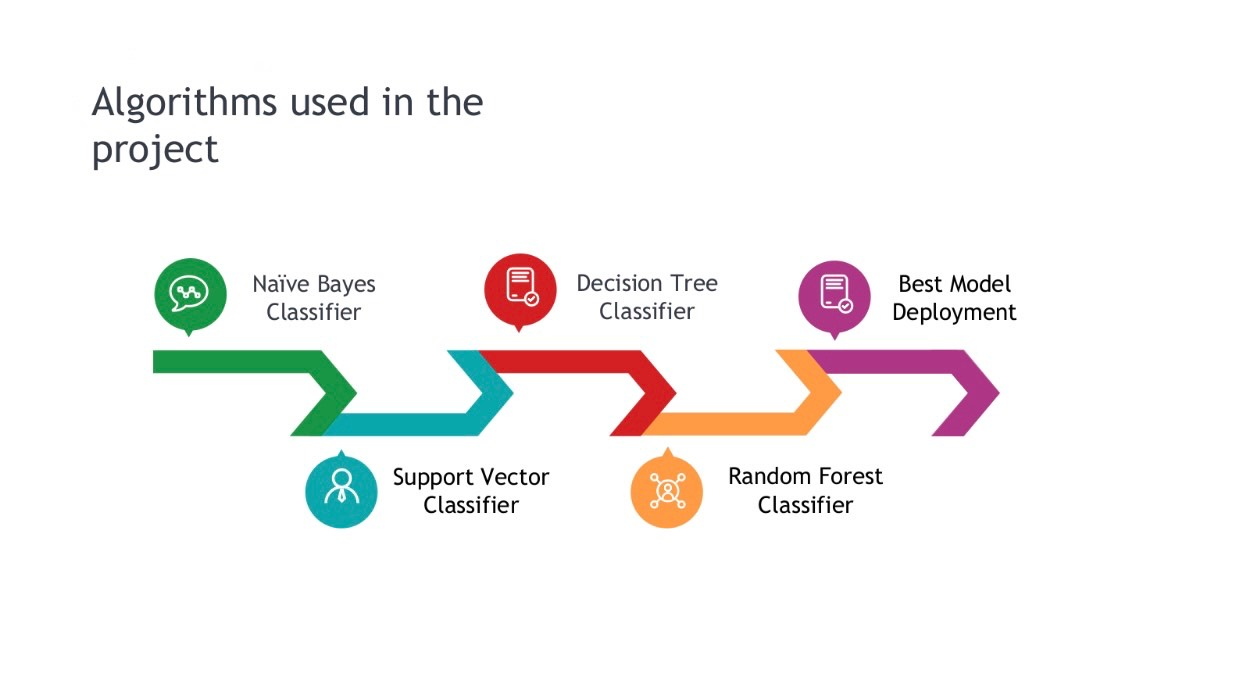 Algorithms used in the
project
Naïve Bayes
Classifier
Support Vector
Classifier
Decision Tree
Classifier
Random Forest
Classifier
Best Model
Deployment